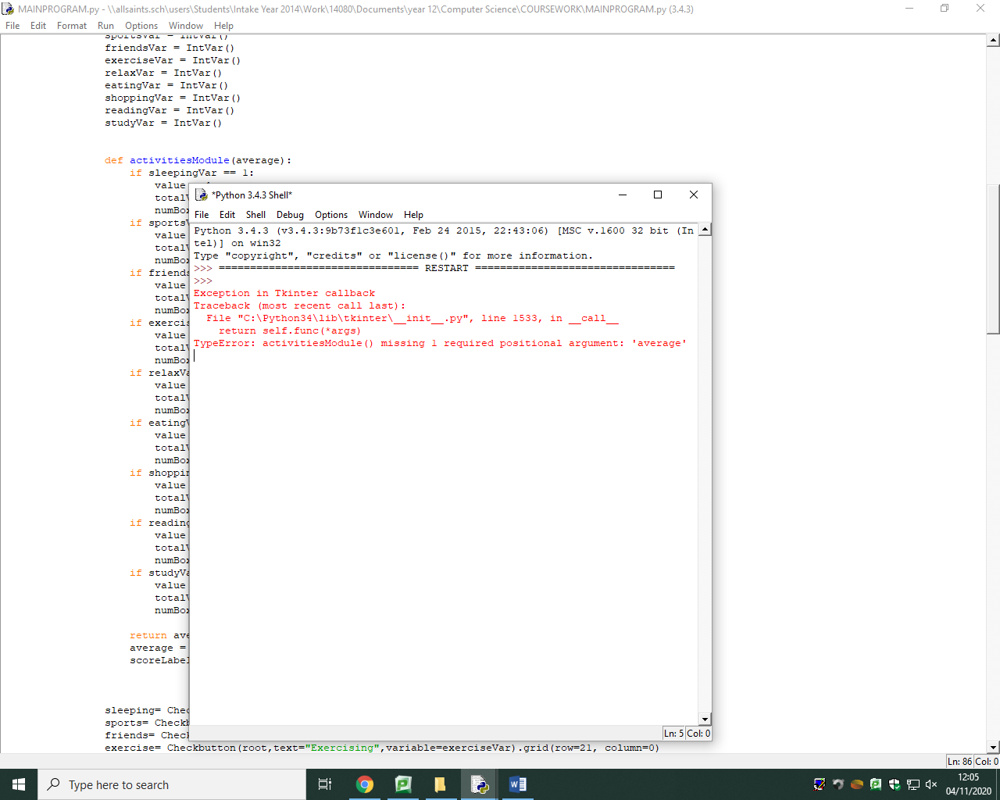 MAINPROGRAM.py - \\allsaints.sch\users\Students\Intake Year 2014\Work\14080\Documents\year 12\Computer Science\COURSEWORK\MAINPROGRAM.py (3.4.3)
File Edit Format Run Options Window Help
sportsVar = IntVar()
friendsVar = IntVar()
exerciseVar = IntVar()
relaxVar = IntVar()
eatingVar = IntVar()
shoppingVar = IntVar()
readingVar = IntVar()
studyVar = IntVar()
def activitiesModule(average):
if sleepingVar == 1:
value
total
numBo
if sports
value
total
numBo
if friends
value
total
numBo
if exercis
value
total
numBo
if relaxVa
value
total
numBo
if eating
value
total
numBo
if shoppin
value
total
numBo
if reading
value
total
numBo
if studyVa
value
total
numBo
return ave
average =
scoreLabel
sleeping= Chec
sports= Check
friends= Chec
exercise= Checkbutton(root,text="Exercising",variable=exerciseVar).grid(row=21, column=0)
Ln: 86 Col: 0
*Python 3.4.3 Shell*
File Edit Shell Debug Options Window Help
Python 3.4.3 (v3.4.3:9b73f1c3e601, Feb 24 2015, 22:43:06) [MSC v.1600 32 bit (In
tel)] on win32
Type "copyright", "credits" or "license()" for more information.
>>> ================================ RESTART ================================
>>>
Exception in Tkinter callback
Traceback (most recent call last):
File "C:\Python34\lib\tkinter\__init__.py", line 1533, in __call__
return self.func(*args)
TypeError: activitiesModule() missing 1 required positional argument: 'average'
Ln: 5 Col: 0
Type here to search
12:05
04/11/2020